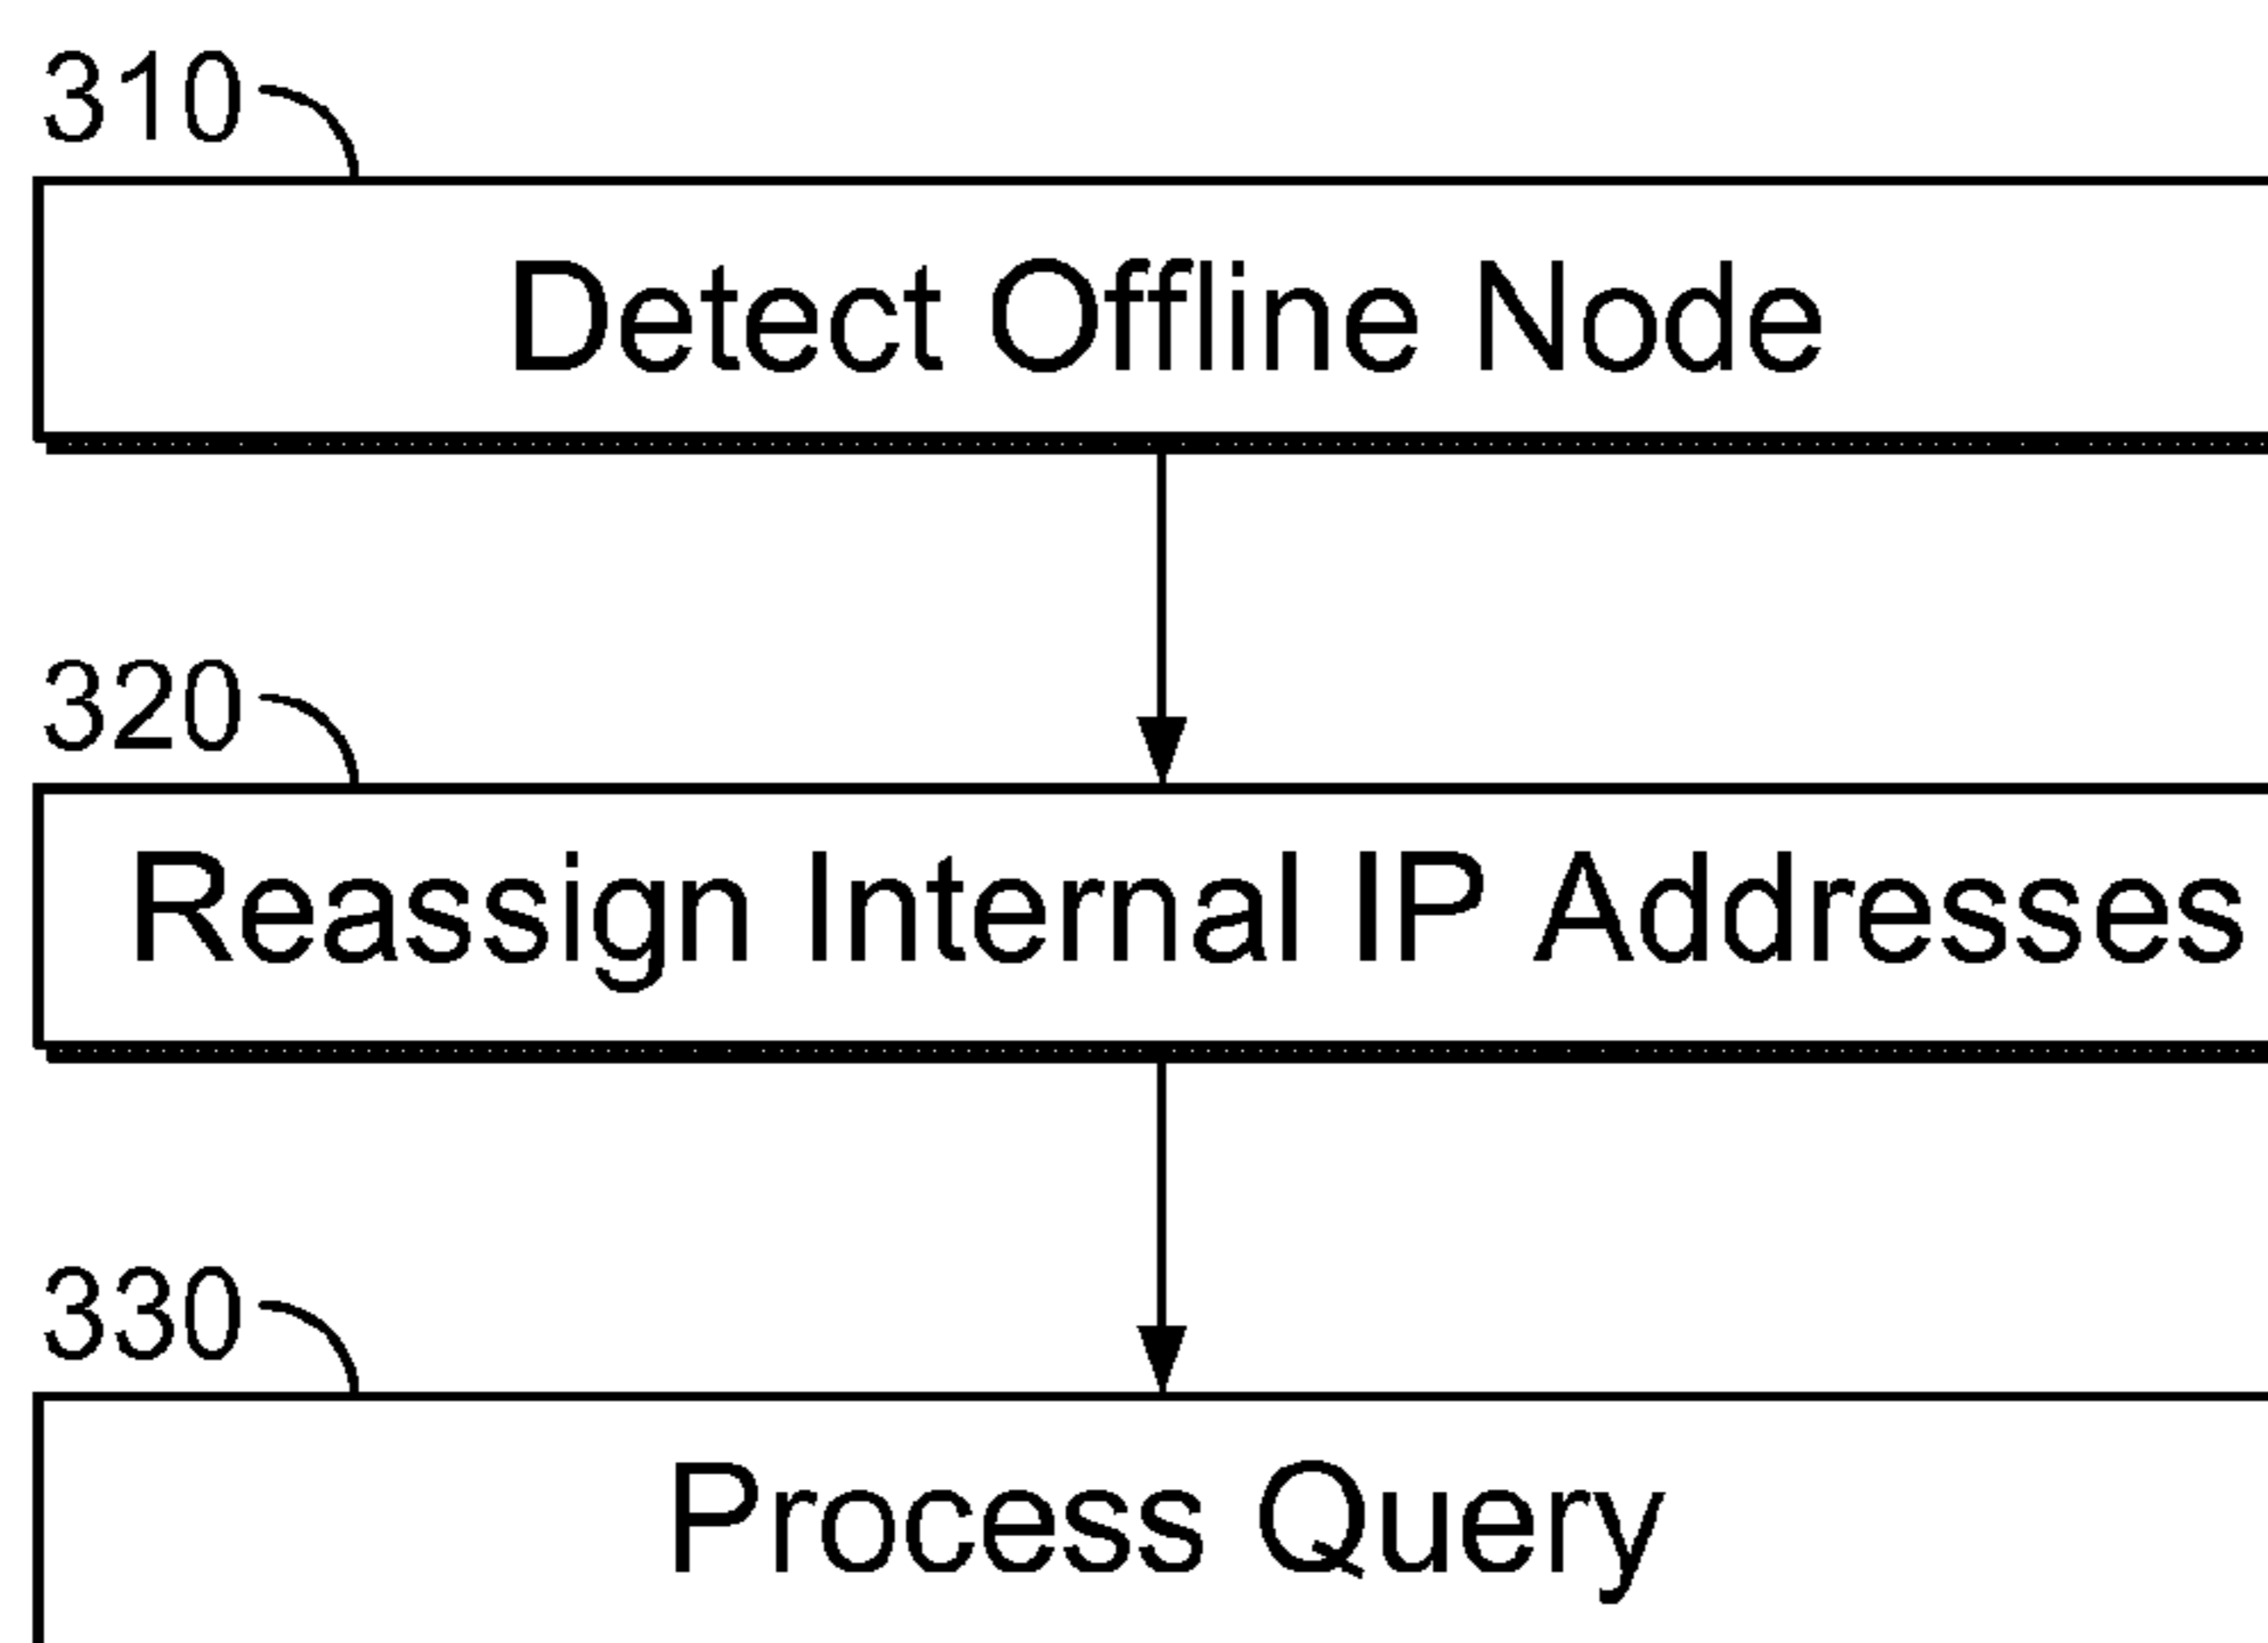 310
Detect Offline Node
320
Reassign Internal IP Addresses
330
Process Query